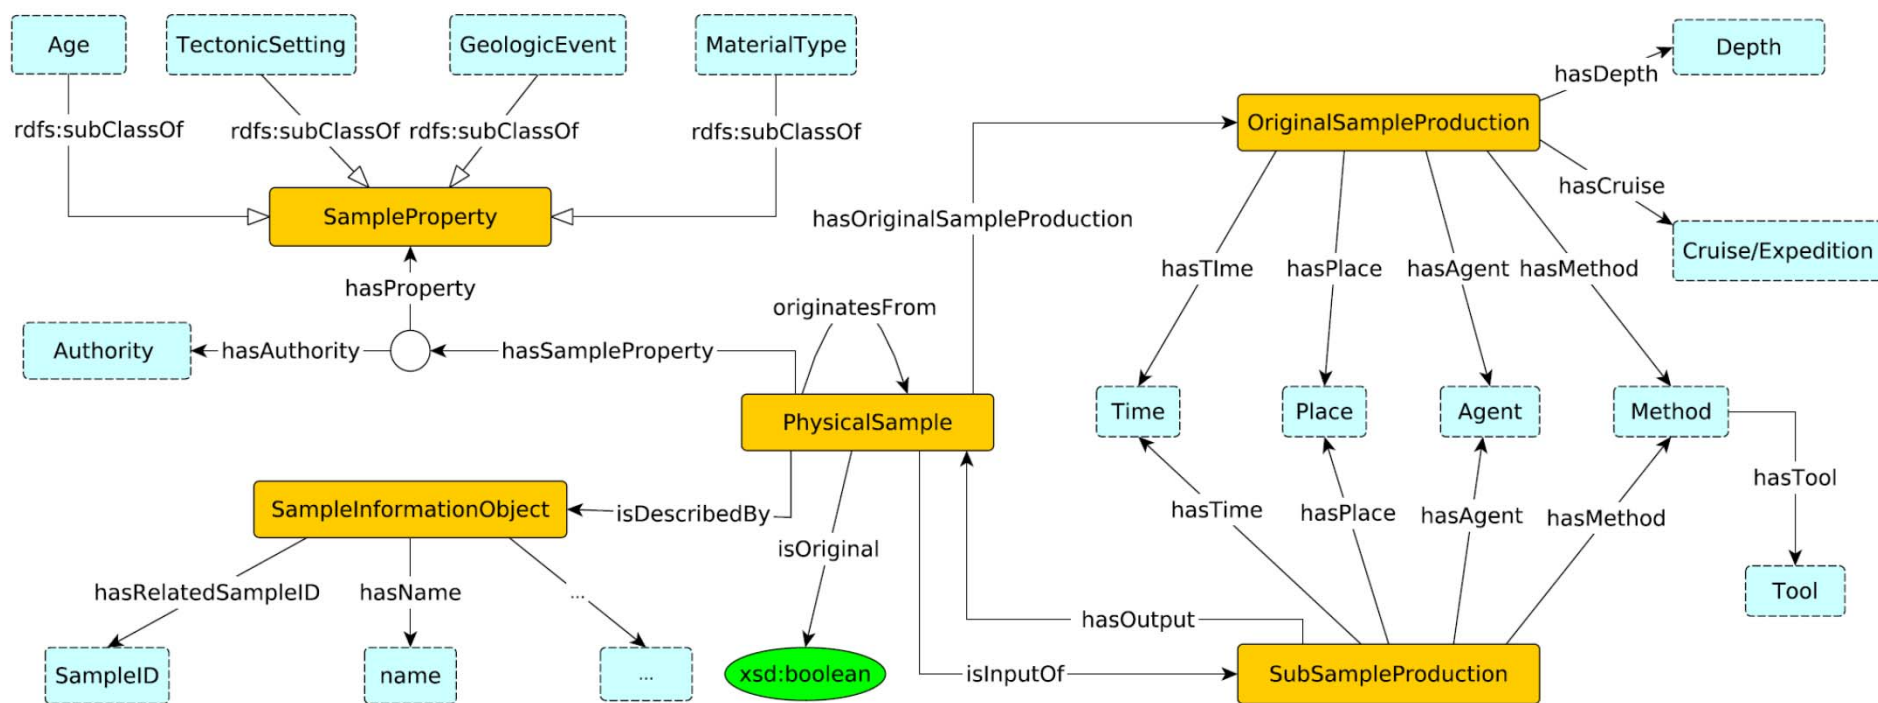 Age
TectonicSetting
GeologicEvent
MaterialType
Depth
hasDepth
rdfs:subClassOf
rdfs:subClassOf
rdfs:subClassOf
rdfs:subClassOf
OriginalSampleProduction
hasCruise
SampleProperty
hasOriginalSampleProduction
Cruise/Expedition
hasTIme
hasPlace
hasAgent
hasMethod
hasProperty
originatesFrom
Authority
hasAuthority
hasSampleProperty
PhysicalSample
Time
Place
Agent
Method
hasTool
SampleInformationObject
isDescribedBy
hasTime
hasPlace
hasAgent
hasMethod
isOriginal
hasRelatedSampleID
hasName
...
Tool
hasOutput
SampleID
name
...
xsd:boolean
isInputOf
SubSampleProduction